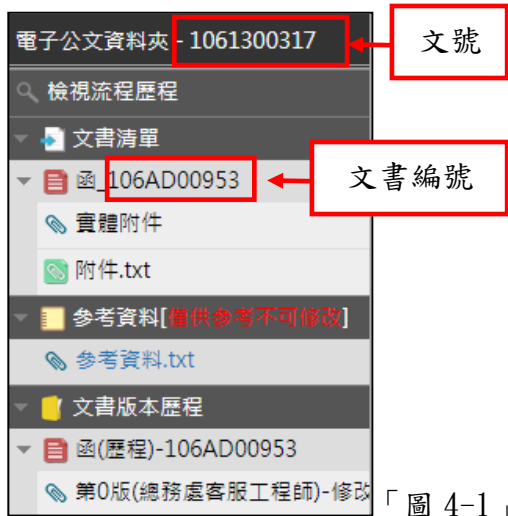 電子公文資料夾 - 1061300317
文號
檢視流程歷程
文書清單
函_106AD00953
文書編號
實體附件
附件.txt
參考資料[僅供參考不可修改]
參考資料.txt
文書版本歷程
函(歷程)-106AD00953
第0版(總務處客服工程師)-修改
「圖 4-1」